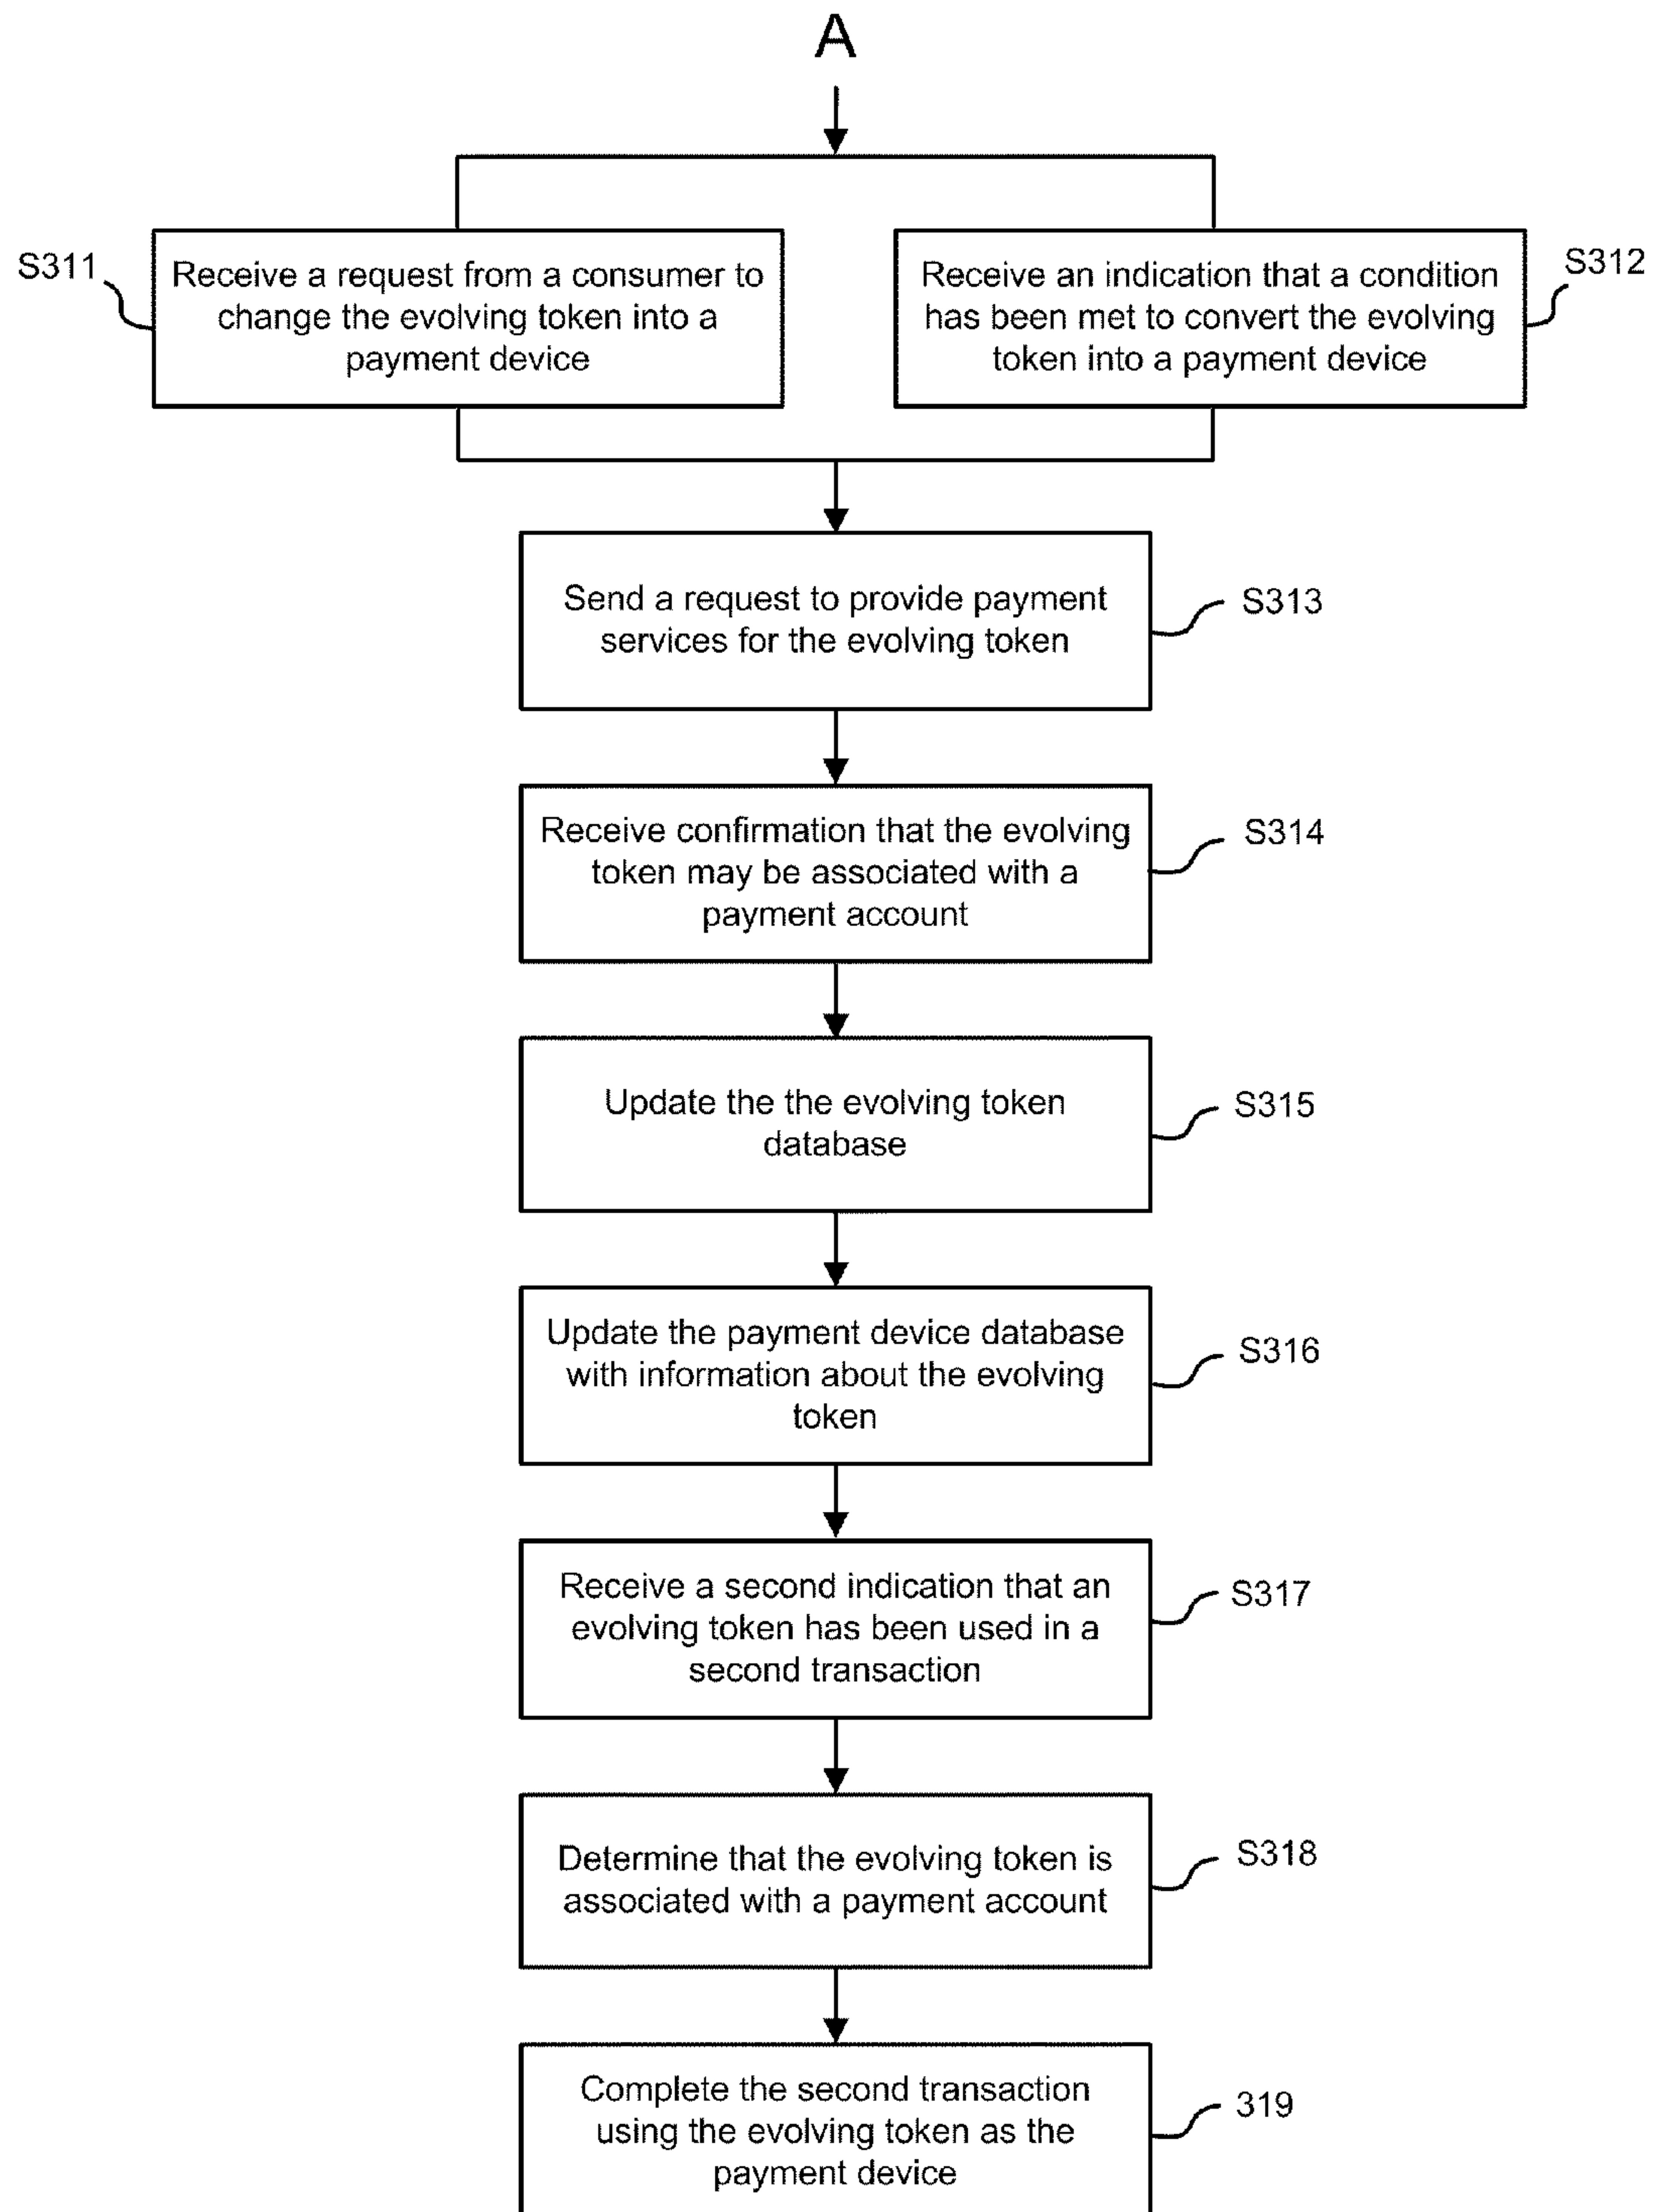 A
S311
Receive a request from a consumer to
change the evolving token into a
payment device
Receive an indication that a condition
has been met to convert the evolving
token into a payment device
S312
Send a request to provide payment
services for the evolving token
S313
Receive confirmation that the evolving
token may be associated with a
payment account
S314
Update the the evolving token
database
S315
Update the payment device database
with information about the evolving
token
S316
Receive a second indication that an
evolving token has been used in a
second transaction
S317
Determine that the evolving token is
associated with a payment account
S318
Complete the second transaction
using the evolving token as the
payment device
319